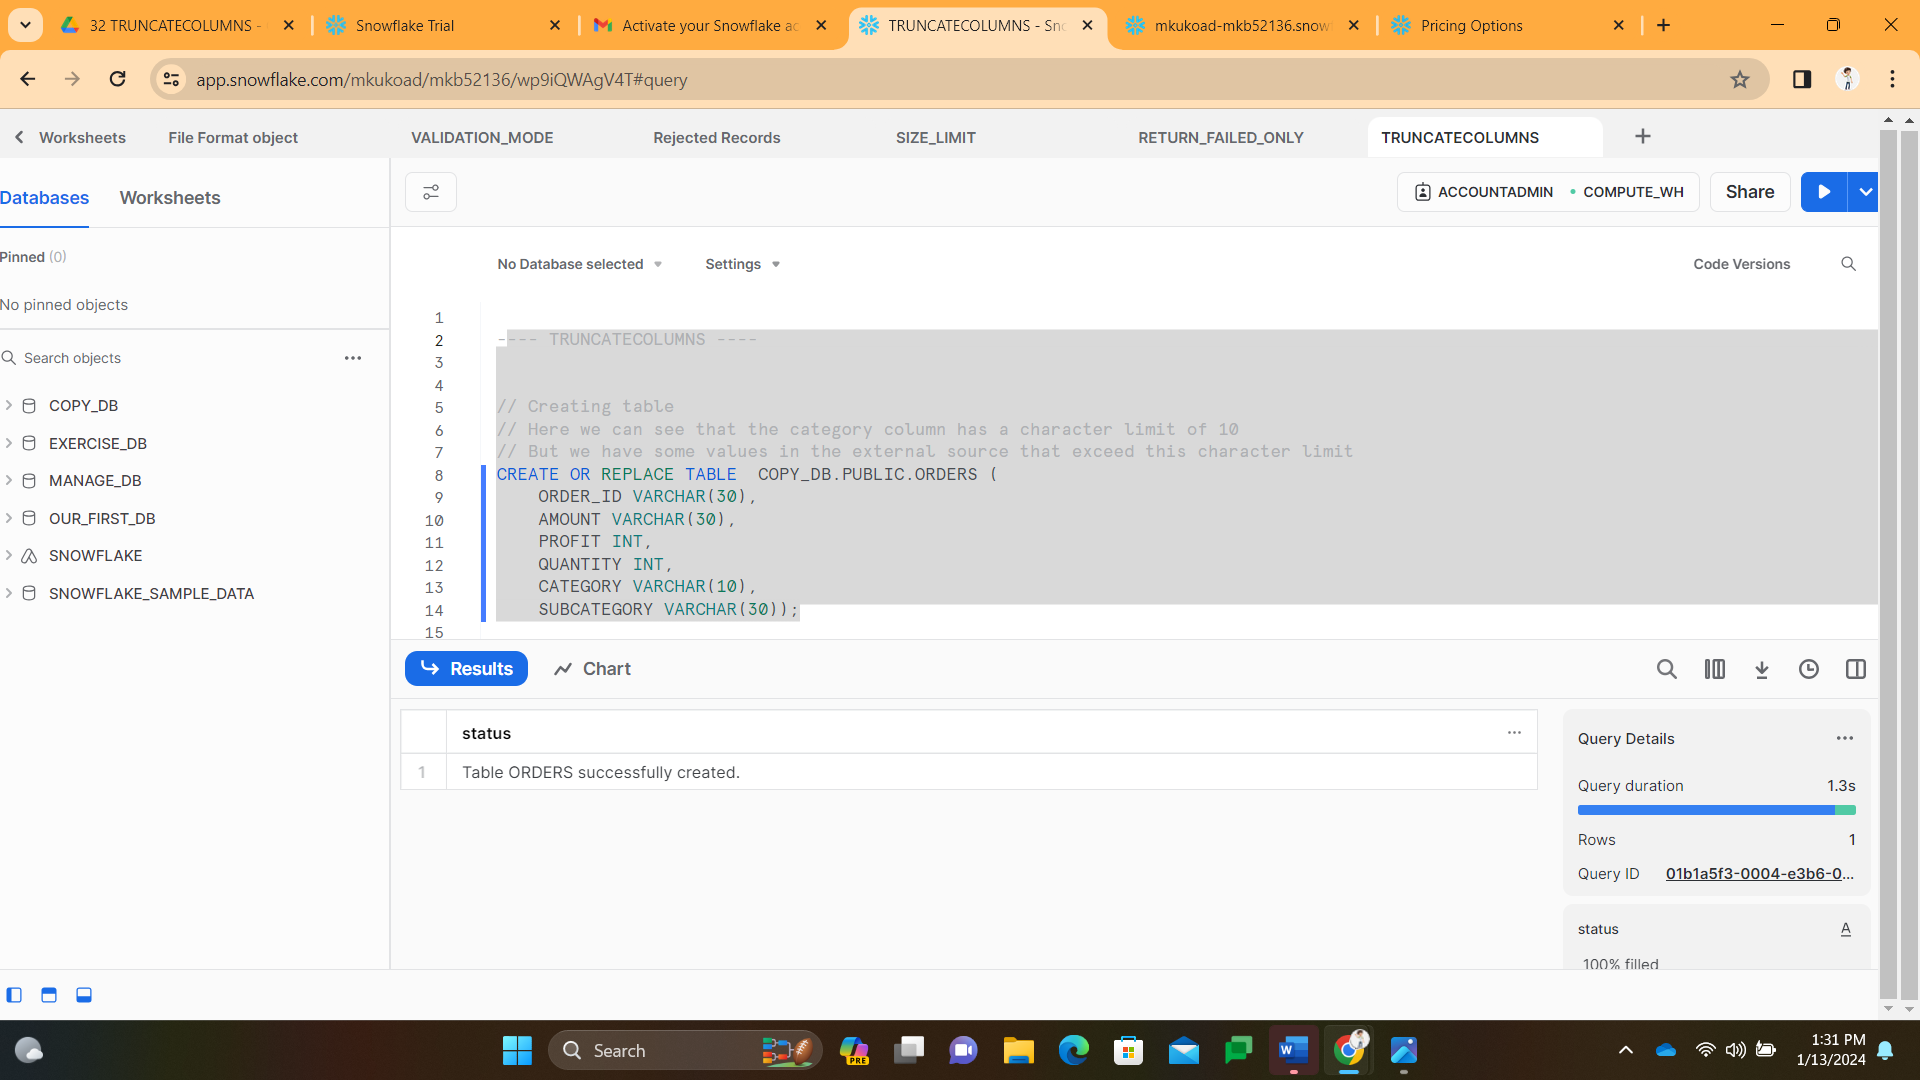 32 TRUNCATECOLUMNS -
Snowflake Trial
Activate your Snowflake ac
TRUNCATECOLUMNS - Sno
mkukoad-mkb52136.snowf
Pricing Options
app.snowflake.com/mkukoad/mkb52136/wp9iQWAgV4T#query
Worksheets
File Format object
VALIDATION_MODE
Rejected Records
SIZE_LIMIT
RETURN_FAILED_ONLY
TRUNCATECOLUMNS
Databases
Worksheets
ACCOUNTADMIN
COMPUTE_WH
Share
Pinned (0)
No pinned objects
Search objects
COPY_DB
EXERCISE_DB
MANAGE_DB
OUR_FIRST_DB
SNOWFLAKE
SNOWFLAKE_SAMPLE_DATA
No Database selected
Settings
Code Versions
1
2 ---- TRUNCATECOLUMNS ----
3
4
5 // Creating table
6 // Here we can see that the category column has a character limit of 10
7 // But we have some values in the external source that exceed this character limit
8 CREATE OR REPLACE TABLE  COPY_DB.PUBLIC.ORDERS (
9 ORDER_ID VARCHAR(30),
10 AMOUNT VARCHAR(30),
11 PROFIT INT,
12 QUANTITY INT,
13 CATEGORY VARCHAR(10),
14 SUBCATEGORY VARCHAR(30));
15
Results
Chart
status
1 Table ORDERS successfully created.
Query Details
Query duration 1.3s
Rows 1
Query ID 01b1a5f3-0004-e3b6-0...
status A
100% filled
Search
PRE
W
1:31 PM
1/13/2024